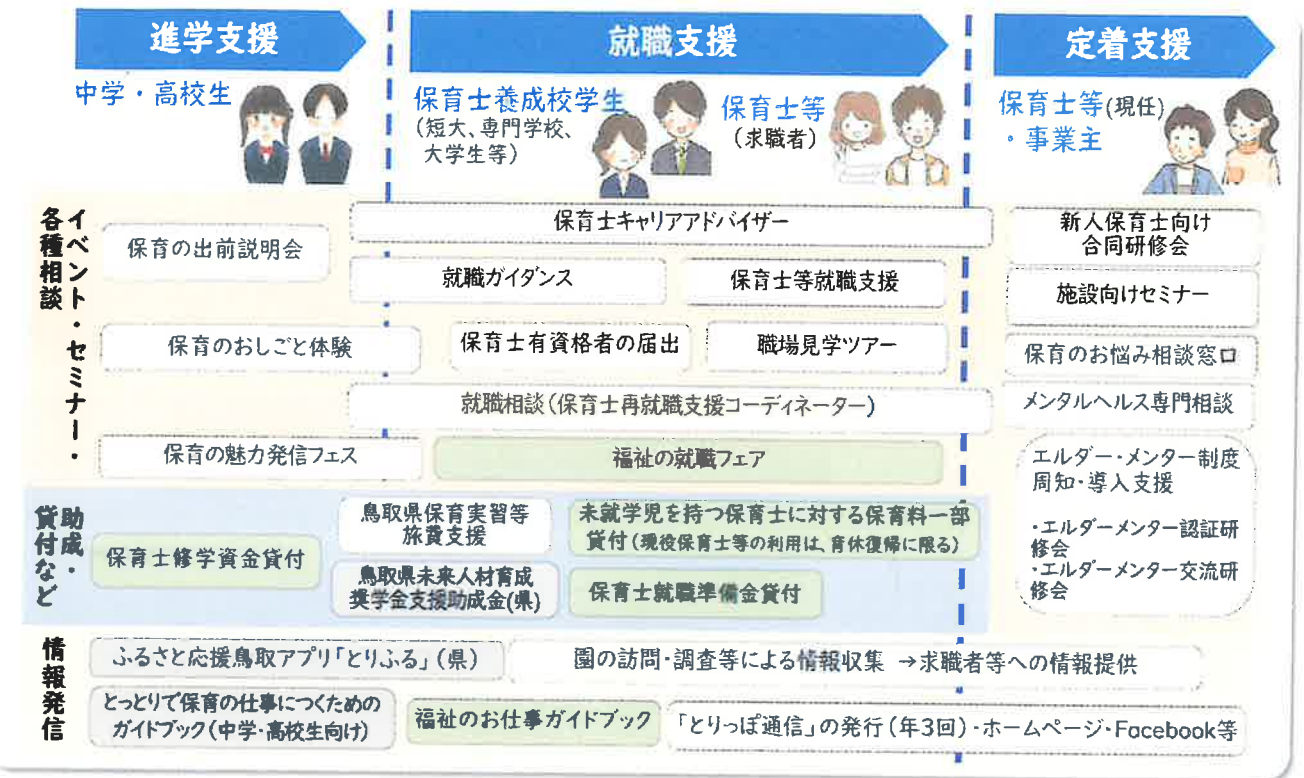 進学支援
就職支援
定着支援
中学・高校生
保育士養成校学生
(短大、専門学校、
大学生等)
保育士等
(求職者)
保育士等(現任)
・事業主
イベント・セミナー・
各種相談
保育の出前説明会
保育士キャリアアドバイザー
新人保育士向け
合同研修会
就職ガイダンス
保育士等就職支援
施設向けセミナー
保育のおしごと体験
保育士有資格者の届出
職場見学ツアー
保育のお悩み相談窓口
就職相談(保育士再就職支援コーディネーター)
メンタルヘルス専門相談
保育の魅力発信フェス
福祉の就職フェア
エルダー・メンター制度
周知・導入支援
・エルダーメンター認証研
修会
・エルダーメンター交流研
修会
助成・
貸付など
保育士修学資金貸付
鳥取県保育実習等
旅費支援
未就学児を持つ保育士に対する保育料一部
貸付(現役保育士等の利用は、育休復帰に限る)
鳥取県未来人材育成
奨学金支援助成金(県)
保育士就職準備金貸付
情報発信
ふるさと応援鳥取アプリ「とりふる」(県)
園の訪問・調査等による情報収集 →求職者等への情報提供
とっとりで保育の仕事につくための
ガイドブック(中学・高校生向け)
福祉のお仕事ガイドブック
「とりっぽ通信」の発行(年3回)・ホームページ・Facebook等